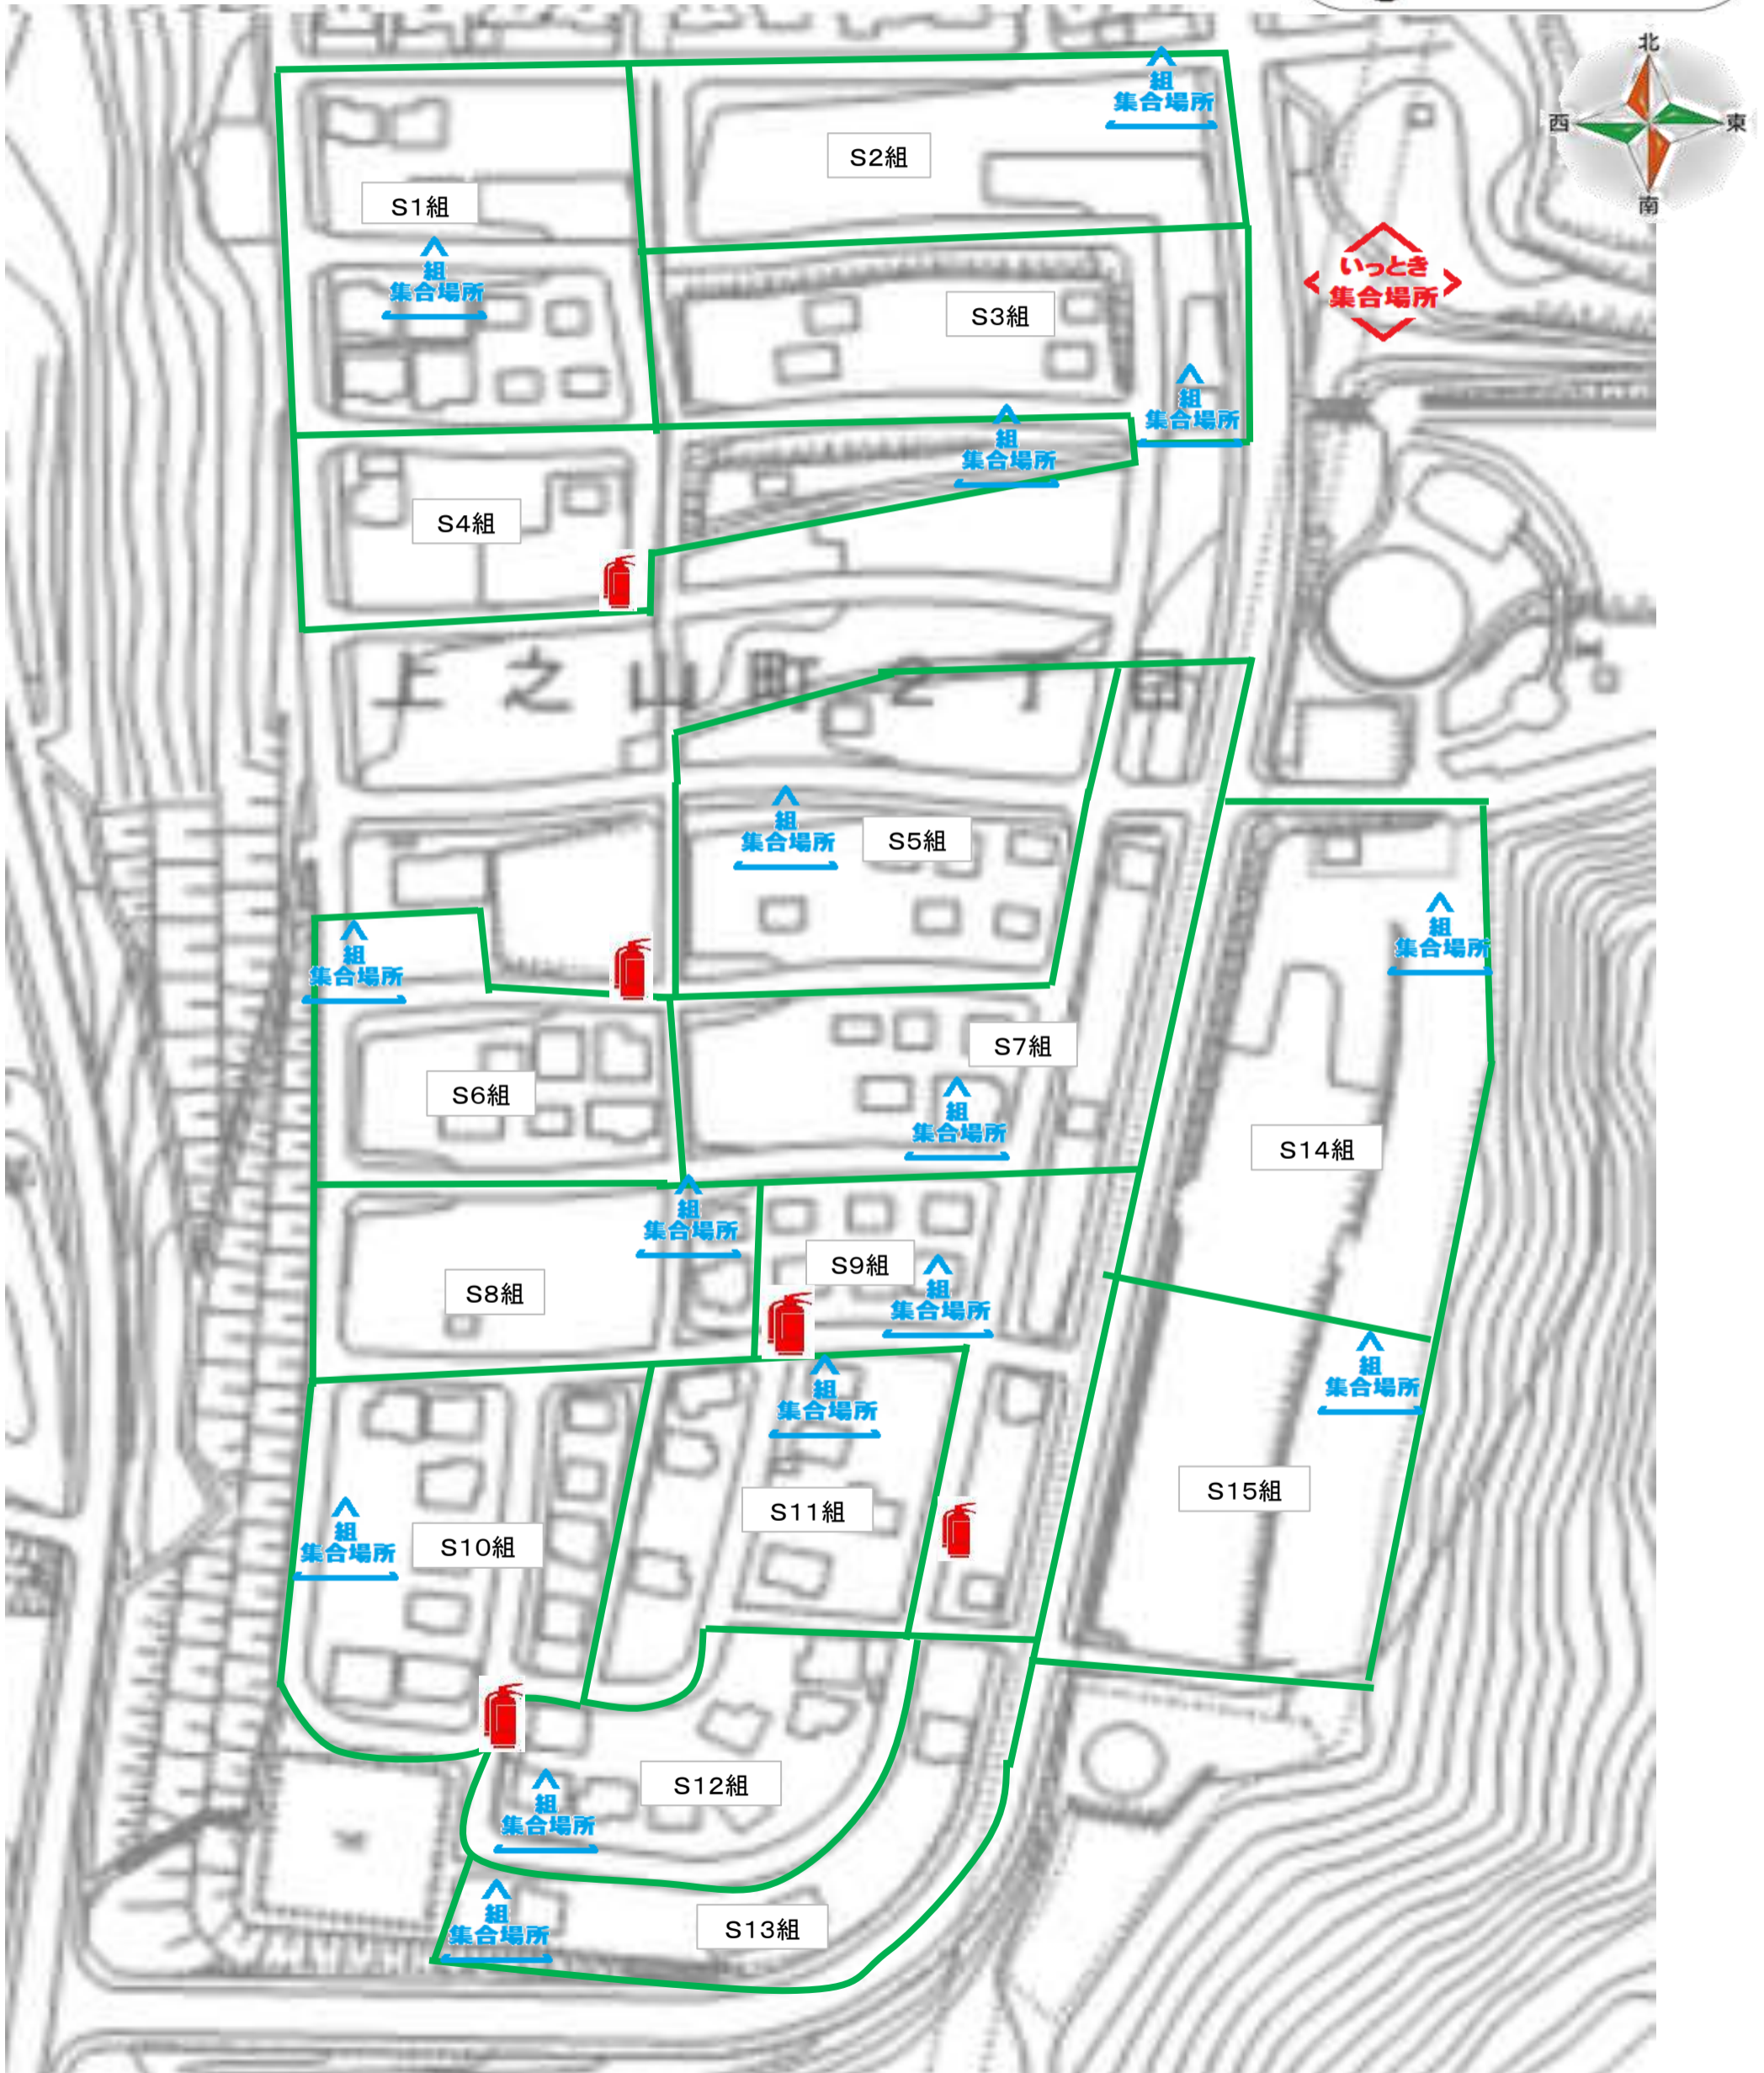 北
西
東
南
組
集合場所
S2組
S1組
組
集合場所
いっとき
集合場所
S3組
組
集合場所
組
集合場所
S4組
上之山町2丁目
組
集合場所
S5組
組
集合場所
組
集合場所
S7組
S6組
組
集合場所
S14組
組
集合場所
S9組
組
集合場所
S8組
組
集合場所
組
集合場所
S15組
S11組
組
集合場所
S10組
S12組
組
集合場所
組
集合場所
S13組